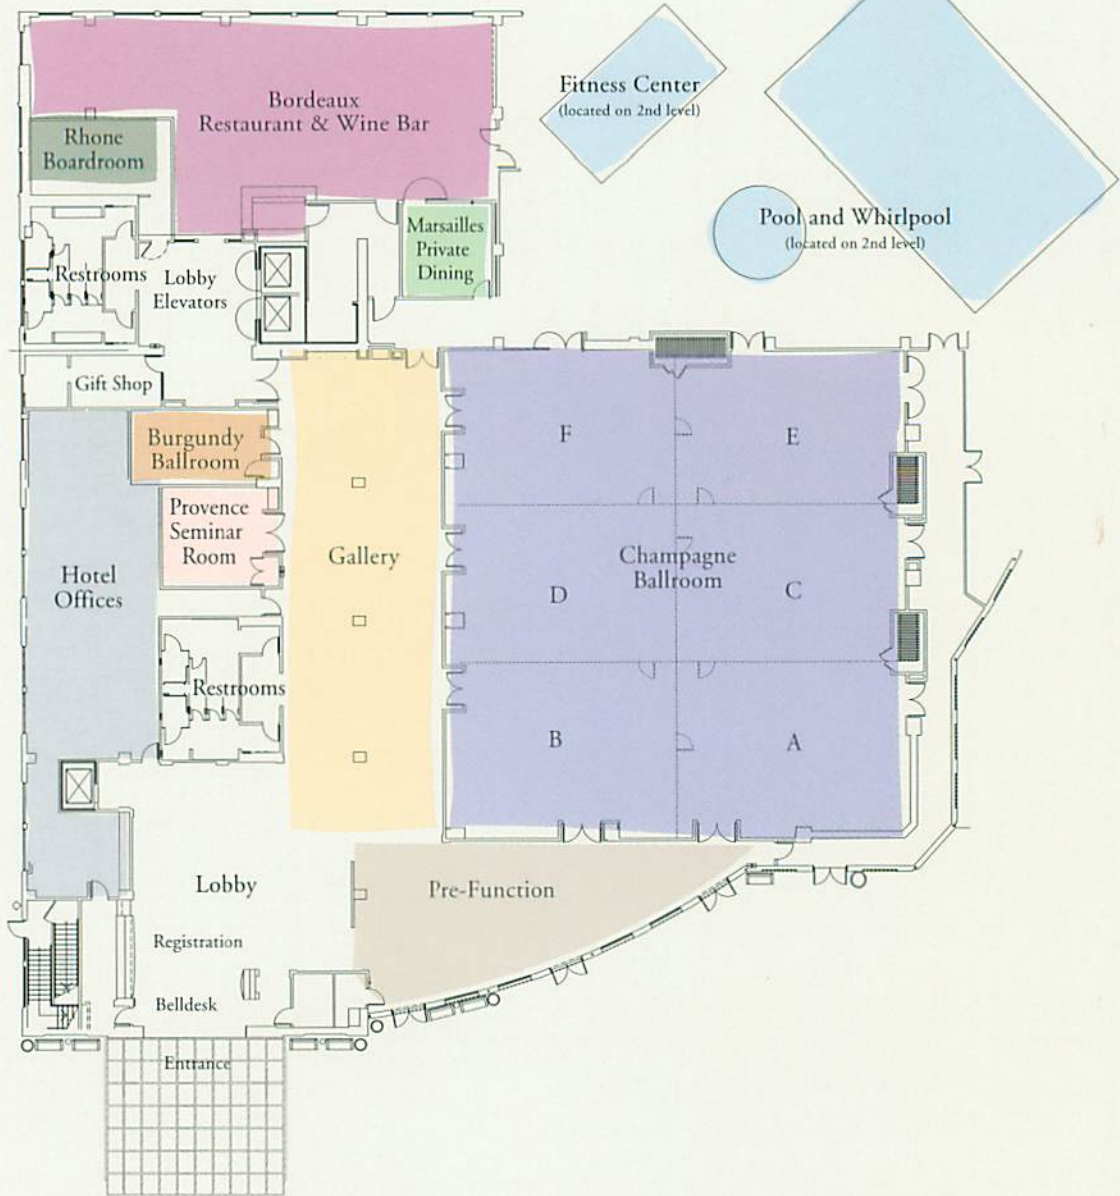 Fitness Center
(located on 2nd level)
Bordeaux
Restaurant & Wine Bar
Rhone
Boardroom
Pool and Whirlpool
(located on 2nd level)
Marsailles
Private
Dining
Restrooms
Lobby
Elevators
Gift Shop
Burgundy
Ballroom
F
E
Provence
Seminar
Room
Gallery
Champagne
Ballroom
Hotel
Offices
D
C
Restrooms
B
A
Lobby
Pre-Function
Registration
Belldesk
Entrance